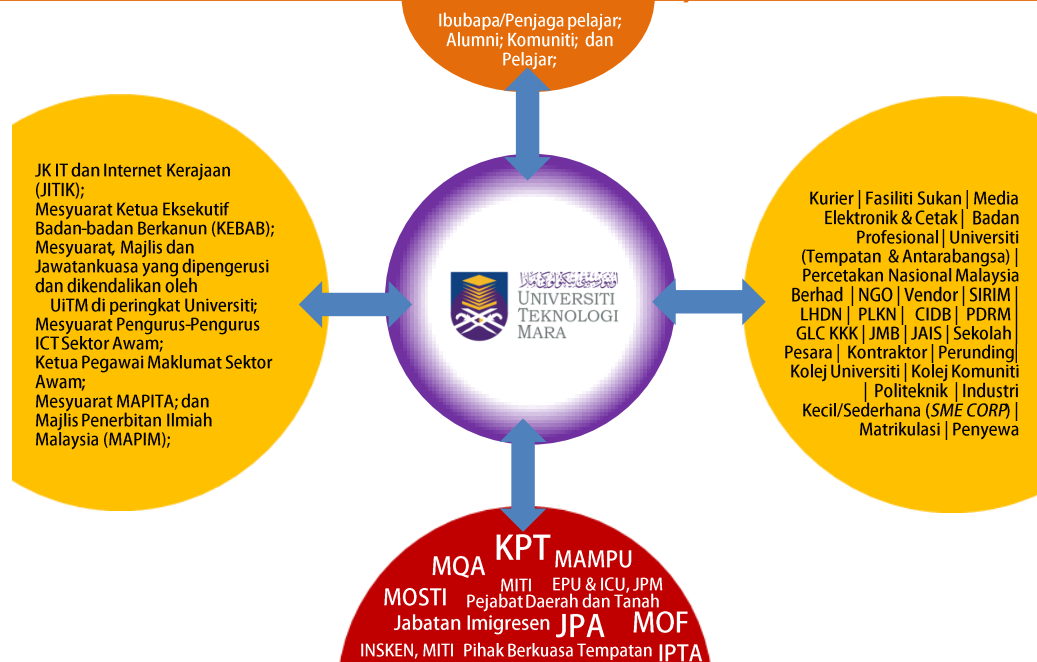 Ibubapa/Penjaga pelajar;
Alumni; Komuniti; dan
Pelajar;
JK IT dan Internet Kerajaan
(JITIK);
Mesyuarat Ketua Eksekutif
Badan-badan Berkanun (KEBAB);
Mesyuarat, Majlis dan
Jawatankuasa yang dipengerusi
dan dikendalikan oleh
UiTM di peringkat Universiti;
Mesyuarat Pengurus-Pengurus
ICT Sektor Awam;
Ketua Pegawai Maklumat Sektor
Awam;
Mesyuarat MAPITA; dan
Majlis Penerbitan Ilmiah
Malaysia (MAPIM);
اونيۏرسيتي تيكنولوڬي مارا
UNIVERSITI
TEKNOLOGI
MARA
Kurier | Fasiliti Sukan | Media
Elektronik & Cetak | Badan
Profesional | Universiti
(Tempatan & Antarabangsa) |
Percetakan Nasional Malaysia
Berhad | NGO | Vendor | SIRIM |
LHDN | PLKN | CIDB | PDRM |
GLC KKK | JMB | JAIS | Sekolah |
Pesara | Kontraktor | Perunding|
Kolej Universiti | Kolej Komuniti
| Politeknik | Industri
Kecil/Sederhana (SME CORP) |
Matrikulasi | Penyewa
KPT
MQA MAMPU
MITI EPU & ICU, JPM
MOSTI Pejabat Daerah dan Tanah
Jabatan Imigresen JPA MOF
INSKEN, MITI Pihak Berkuasa Tempatan IPTA